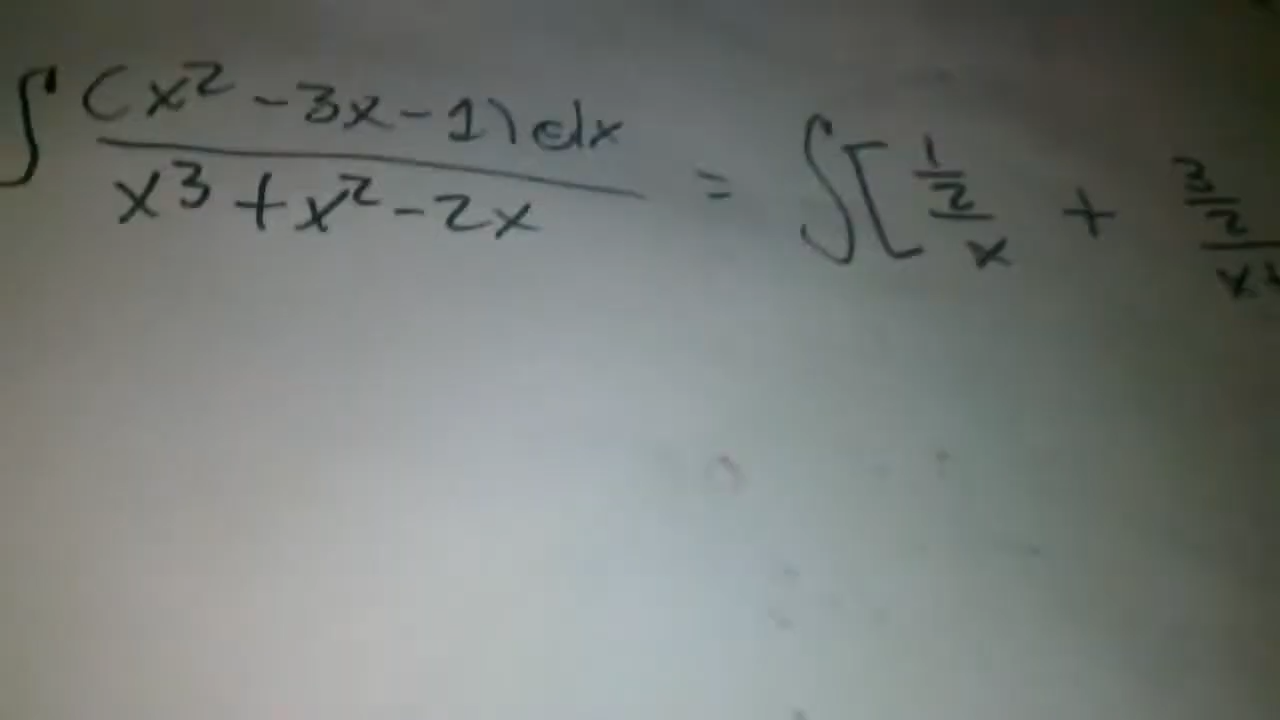 ∫ (x² - 3x - 1) dx / x³ + x² - 2x = ∫ [ 1/2 / x + 3/2 / x+